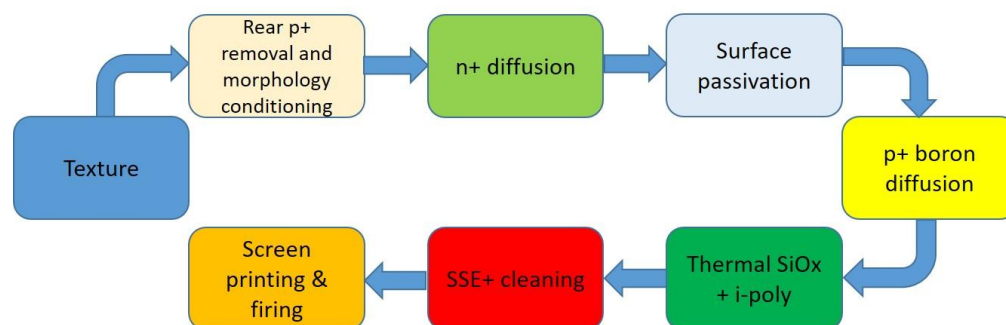 Texture
Rear p+
removal and
morphology
conditioning
n+ diffusion
Surface
passivation
p+ boron
diffusion
Thermal SiOx
+ i-poly
SSE+ cleaning
Screen
printing &
firing